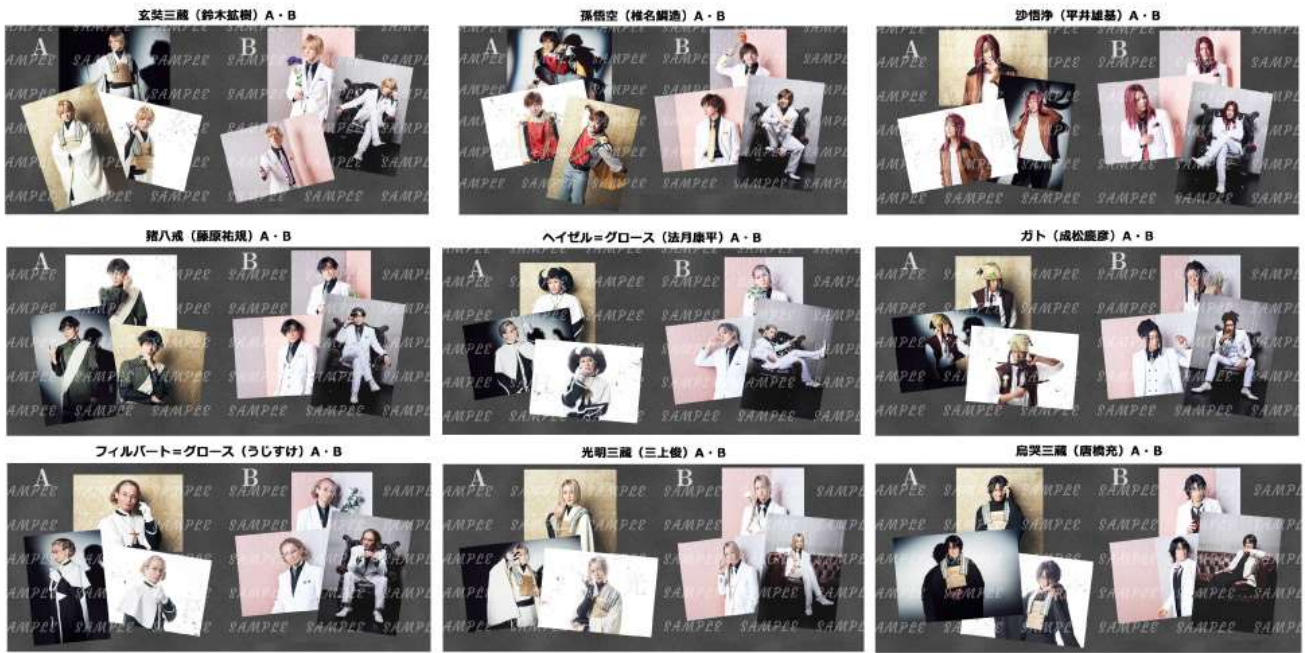 玄奘三蔵（鈴木拡樹）A・B
孫悟空（椎名鯛造）A・B
沙悟浄（平井雄基）A・B
A
B
A
B
A
B
SAMPLE
猪八戒（藤原祐規）A・B
ヘイゼル＝グロース（法月康平）A・B
ガト（成松慶彦）A・B
A
B
A
B
A
B
SAMPLE
フィルバート＝グロース（うじすけ）A・B
光明三蔵（三上俊）A・B
烏哭三蔵（唐橋充）A・B
A
B
A
B
A
B
SAMPLE